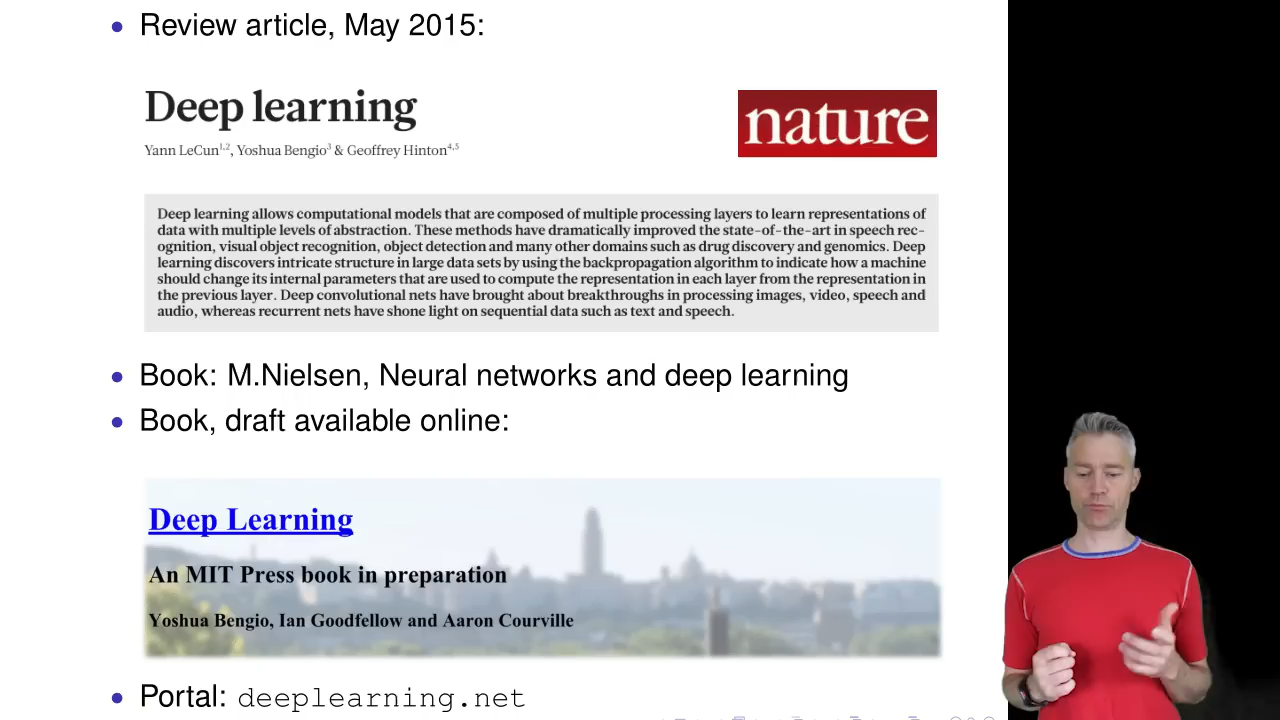 Review article, May 2015:
Deep learning
nature
Yann LeCun1,2, Yoshua Bengio3 & Geoffrey Hinton4,5
Deep learning allows computational models that are composed of multiple processing layers to learn representations of
data with multiple levels of abstraction. These methods have dramatically improved the state-of-the-art in speech rec-
ognition, visual object recognition, object detection and many other domains such as drug discovery and genomics. Deep
learning discovers intricate structure in large data sets by using the backpropagation algorithm to indicate how a machine
should change its internal parameters that are used to compute the representation in each layer from the representation in
the previous layer. Deep convolutional nets have brought about breakthroughs in processing images, video, speech and
audio, whereas recurrent nets have shone light on sequential data such as text and speech.
Book: M.Nielsen, Neural networks and deep learning
Book, draft available online:
Deep Learning
An MIT Press book in preparation
Yoshua Bengio, Ian Goodfellow and Aaron Courville
Portal: deeplearning.net